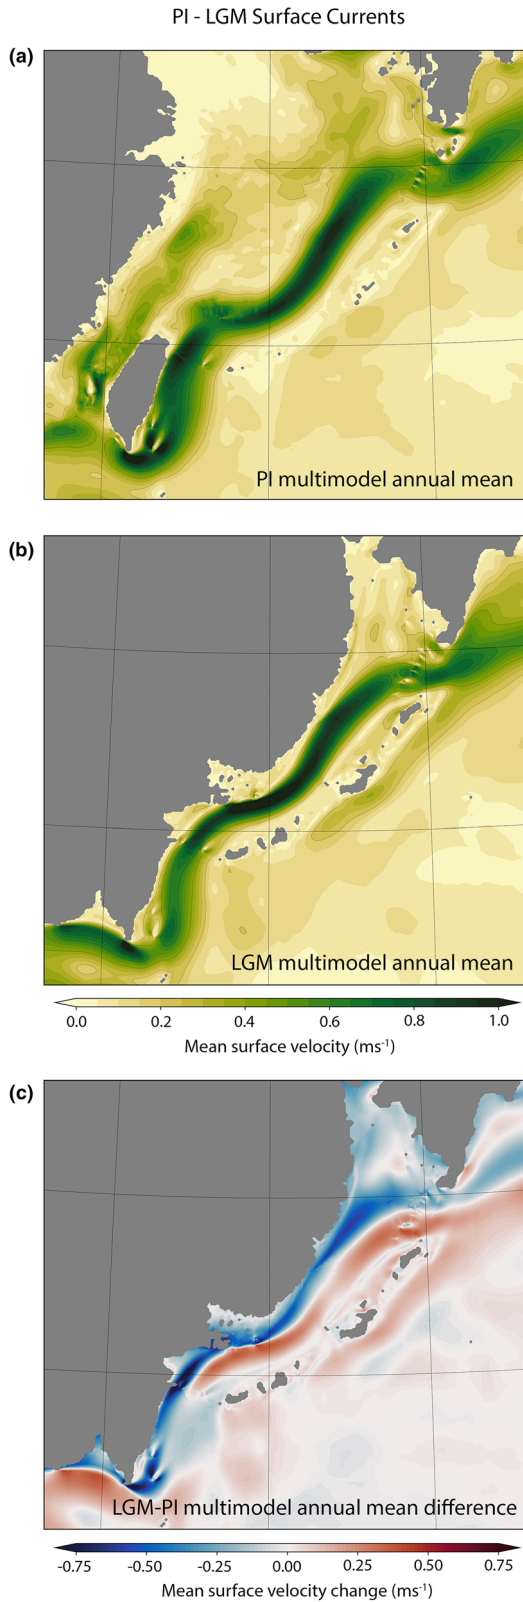 PI - LGM Surface Currents
(a)
PI multimodel annual mean
(b)
LGM multimodel annual mean
0.0 0.2 0.4 0.6 0.8 1.0
Mean surface velocity (ms⁻¹)
(c)
LGM-PI multimodel annual mean difference
-0.75 -0.50 -0.25 0.00 0.25 0.50 0.75
Mean surface velocity change (ms⁻¹)